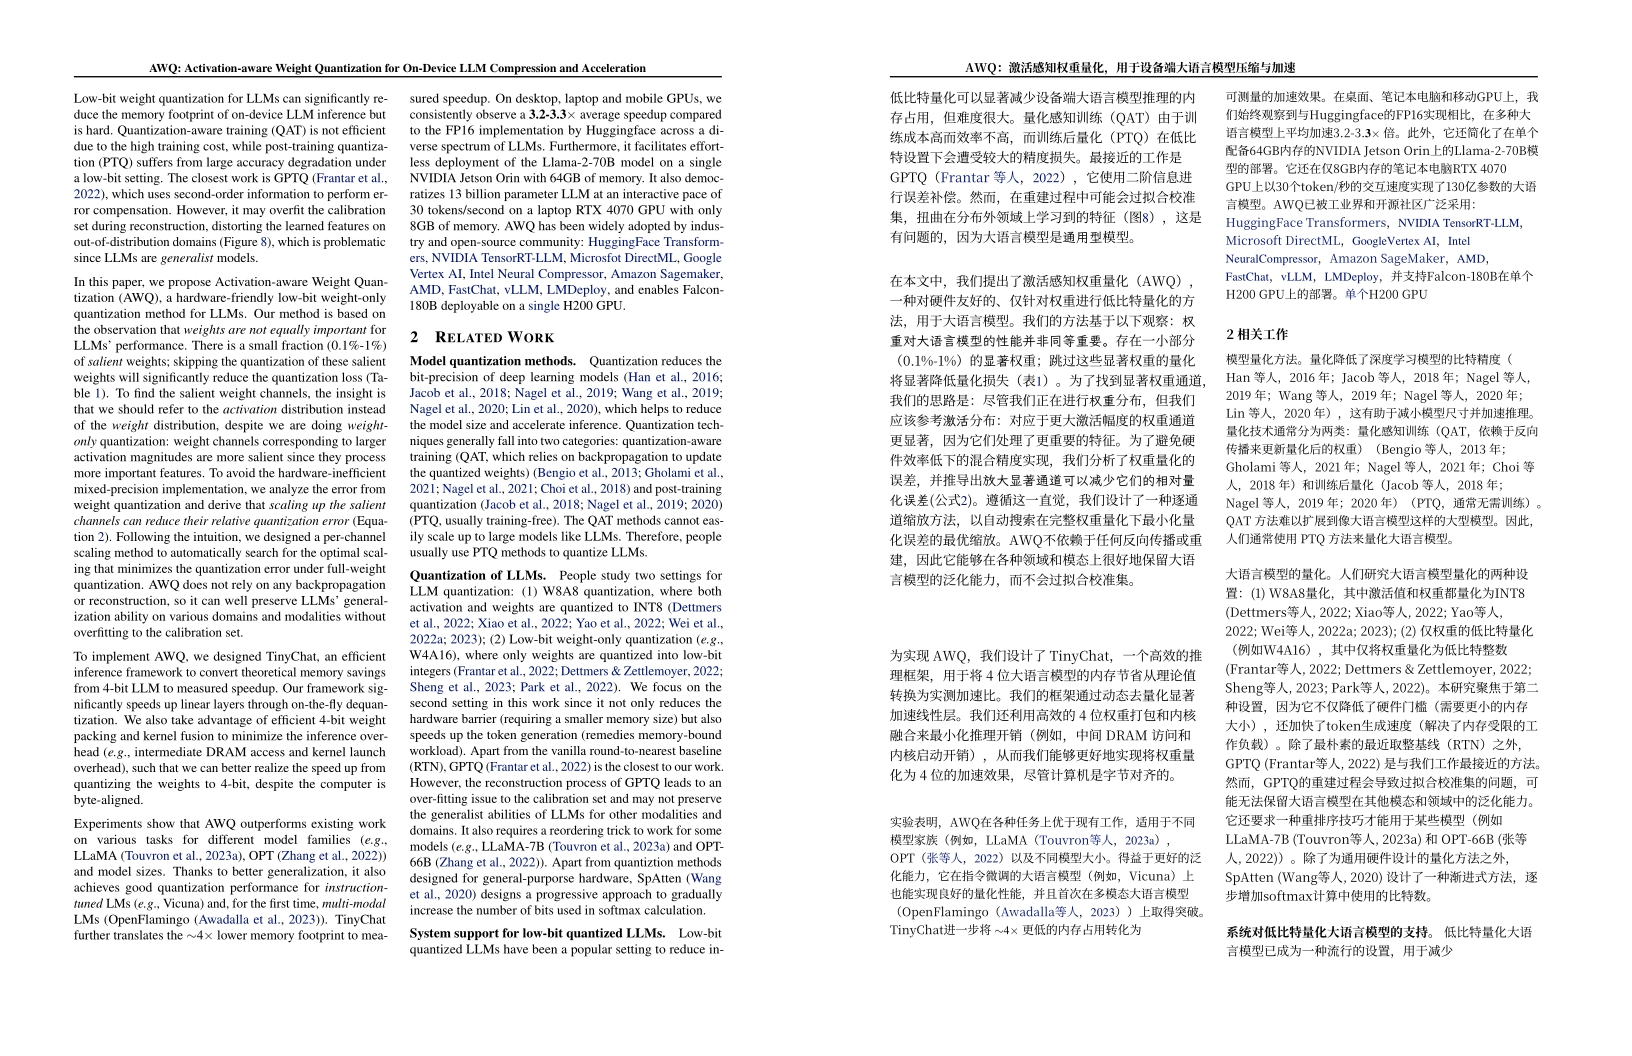 AWQ: Activation-aware Weight Quantization for On-Device LLM Compression and Acceleration
Low-bit weight quantization for LLMs can significantly re-
duce the memory footprint of on-device LLM inference but
is hard. Quantization-aware training (QAT) is not efficient
due to the high training cost, while post-training quantiza-
tion (PTQ) suffers from large accuracy degradation under
a low-bit setting. The closest work is GPTQ (Frantar et al.,
2022), which uses second-order information to perform er-
ror compensation. However, it may overfit the calibration
set during reconstruction, distorting the learned features on
out-of-distribution domains (Figure 8), which is problematic
since LLMs are generalist models.
In this paper, we propose Activation-aware Weight Quan-
tization (AWQ), a hardware-friendly low-bit weight-only
quantization method for LLMs. Our method is based on
the observation that weights are not equally important for
LLMs' performance. There is a small fraction (0.1%-1%)
of salient weights; skipping the quantization of these salient
weights will significantly reduce the quantization loss (Ta-
ble 1). To find the salient weight channels, the insight is
that we should refer to the activation distribution instead
of the weight distribution, despite we are doing weight-
only quantization: weight channels corresponding to larger
activation magnitudes are more salient since they process
more important features. To avoid the hardware-inefficient
mixed-precision implementation, we analyze the error from
weight quantization and derive that scaling up the salient
channels can reduce their relative quantization error (Equa-
tion 2). Following the intuition, we designed a per-channel
scaling method to automatically search for the optimal scal-
ing that minimizes the quantization error under full-weight
quantization. AWQ does not rely on any backpropagation
or reconstruction, so it can well preserve LLMs' general-
ization ability on various domains and modalities without
overfitting to the calibration set.
To implement AWQ, we designed TinyChat, an efficient
inference framework to convert theoretical memory savings
from 4-bit LLM to measured speedup. Our framework sig-
nificantly speeds up linear layers through on-the-fly dequan-
tization. We also take advantage of efficient 4-bit weight
packing and kernel fusion to minimize the inference over-
head (e.g., intermediate DRAM access and kernel launch
overhead), such that we can better realize the speed up from
quantizing the weights to 4-bit, despite the computer is
byte-aligned.
Experiments show that AWQ outperforms existing work
on various tasks for different model families (e.g.,
LLaMA (Touvron et al., 2023a), OPT (Zhang et al., 2022))
and model sizes. Thanks to better generalization, it also
achieves good quantization performance for instruction-
tuned LMs (e.g., Vicuna) and, for the first time, multi-modal
LMs (OpenFlamingo (Awadalla et al., 2023)). TinyChat
further translates the ∼4× lower memory footprint to mea-
sured speedup. On desktop, laptop and mobile GPUs, we
consistently observe a 3.2-3.3× average speedup compared
to the FP16 implementation by Huggingface across a di-
verse spectrum of LLMs. Furthermore, it facilitates effort-
less deployment of the Llama-2-70B model on a single
NVIDIA Jetson Orin with 64GB of memory. It also democ-
ratizes 13 billion parameter LLM at an interactive pace of
30 tokens/second on a laptop RTX 4070 GPU with only
8GB of memory. AWQ has been widely adopted by indus-
try and open-source community: HuggingFace Transform-
ers, NVIDIA TensorRT-LLM, Microsfot DirectML, Google
Vertex AI, Intel Neural Compressor, Amazon Sagemaker,
AMD, FastChat, vLLM, LMDeploy, and enables Falcon-
180B deployable on a single H200 GPU.
2 RELATED WORK
Model quantization methods. Quantization reduces the
bit-precision of deep learning models (Han et al., 2016;
Jacob et al., 2018; Nagel et al., 2019; Wang et al., 2019;
Nagel et al., 2020; Lin et al., 2020), which helps to reduce
the model size and accelerate inference. Quantization tech-
niques generally fall into two categories: quantization-aware
training (QAT, which relies on backpropagation to update
the quantized weights) (Bengio et al., 2013; Gholami et al.,
2021; Nagel et al., 2021; Choi et al., 2018) and post-training
quantization (Jacob et al., 2018; Nagel et al., 2019; 2020)
(PTQ, usually training-free). The QAT methods cannot eas-
ily scale up to large models like LLMs. Therefore, people
usually use PTQ methods to quantize LLMs.
Quantization of LLMs. People study two settings for
LLM quantization: (1) W8A8 quantization, where both
activation and weights are quantized to INT8 (Dettmers
et al., 2022; Xiao et al., 2022; Yao et al., 2022; Wei et al.,
2022a; 2023); (2) Low-bit weight-only quantization (e.g.,
W4A16), where only weights are quantized into low-bit
integers (Frantar et al., 2022; Dettmers & Zettlemoyer, 2022;
Sheng et al., 2023; Park et al., 2022). We focus on the
second setting in this work since it not only reduces the
hardware barrier (requiring a smaller memory size) but also
speeds up the token generation (remedies memory-bound
workload). Apart from the vanilla round-to-nearest baseline
(RTN), GPTQ (Frantar et al., 2022) is the closest to our work.
However, the reconstruction process of GPTQ leads to an
over-fitting issue to the calibration set and may not preserve
the generalist abilities of LLMs for other modalities and
domains. It also requires a reordering trick to work for some
models (e.g., LLaMA-7B (Touvron et al., 2023a) and OPT-
66B (Zhang et al., 2022)). Apart from quantiztion methods
designed for general-purporse hardware, SpAtten (Wang
et al., 2020) designs a progressive approach to gradually
increase the number of bits used in softmax calculation.
System support for low-bit quantized LLMs. Low-bit
quantized LLMs have been a popular setting to reduce in-
AWQ：激活感知权重量化，用于设备端大语言模型压缩与加速
低比特量化可以显著减少设备端大语言模型推理的内
存占用，但难度很大。量化感知训练（QAT）由于训
练成本高而效率不高，而训练后量化（PTQ）在低比
特设置下会遭受较大的精度损失。最接近的工作是
GPTQ（Frantar 等人，2022），它使用二阶信息进
行误差补偿。然而，在重建过程中可能会过拟合校准
集，扭曲在分布外领域上学习到的特征（图8），这是
有问题的，因为大语言模型是通用型模型。
在本文中，我们提出了激活感知权重量化（AWQ），
一种对硬件友好的、仅针对权重进行低比特量化的方
法，用于大语言模型。我们的方法基于以下观察：权
重对大语言模型的性能并非同等重要。存在一小部分
（0.1%-1%）的显著权重；跳过这些显著权重的量化
将显著降低量化损失（表1）。为了找到显著权重通道，
我们的思路是：尽管我们正在进行权重分布，但我们
应该参考激活分布：对应于更大激活幅度的权重通道
更显著，因为它们处理了更重要的特征。为了避免硬
件效率低下的混合精度实现，我们分析了权重量化的
误差，并推导出放大显著通道可以减少它们的相对量
化误差(公式2)。遵循这一直觉，我们设计了一种逐通
道缩放方法，以自动搜索在完整权重量化下最小化量
化误差的最优缩放。AWQ不依赖于任何反向传播或重
建，因此它能够在各种领域和模态上很好地保留大语
言模型的泛化能力，而不会过拟合校准集。
为实现 AWQ，我们设计了 TinyChat，一个高效的推
理框架，用于将 4 位大语言模型的内存节省从理论值
转换为实测加速比。我们的框架通过动态去量化显著
加速线性层。我们还利用高效的 4 位权重打包和内核
融合来最小化推理开销（例如，中间 DRAM 访问和
内核启动开销），从而我们能够更好地实现将权重量
化为 4 位的加速效果，尽管计算机是字节对齐的。
实验表明，AWQ在各种任务上优于现有工作，适用于不同
模型家族（例如，LLaMA（Touvron等人，2023a），
OPT（张等人，2022）以及不同模型大小。得益于更好的泛
化能力，它在指令微调的大语言模型（例如，Vicuna）上
也能实现良好的量化性能，并且首次在多模态大语言模型
（OpenFlamingo（Awadalla等人，2023））上取得突破。
TinyChat进一步将 ∼4× 更低的内存占用转化为
可测量的加速效果。在桌面、笔记本电脑和移动GPU上，我
们始终观察到与Huggingface的FP16实现相比，在多种大
语言模型上平均加速3.2-3.3× 倍。此外，它还简化了在单个
配备64GB内存的NVIDIA Jetson Orin上的Llama-2-70B模
型的部署。它还在仅8GB内存的笔记本电脑RTX 4070
GPU上以30个token/秒的交互速度实现了130亿参数的大语
言模型。AWQ已被工业界和开源社区广泛采用：
HuggingFace Transformers，NVIDIA TensorRT-LLM，
Microsoft DirectML，GoogleVertex AI，Intel
NeuralCompressor，Amazon SageMaker，AMD，
FastChat，vLLM，LMDeploy，并支持Falcon-180B在单个
H200 GPU上的部署。单个H200 GPU
2 相关工作
模型量化方法。量化降低了深度学习模型的比特精度（
Han 等人，2016 年；Jacob 等人，2018 年；Nagel 等人，
2019 年；Wang 等人，2019 年；Nagel 等人，2020 年；
Lin 等人，2020 年），这有助于减小模型尺寸并加速推理。
量化技术通常分为两类：量化感知训练（QAT，依赖于反向
传播来更新量化后的权重）（Bengio 等人，2013 年；
Gholami 等人，2021 年；Nagel 等人，2021 年；Choi 等
人，2018 年）和训练后量化（Jacob 等人，2018 年；
Nagel 等人，2019 年；2020 年）（PTQ，通常无需训练）。
QAT 方法难以扩展到像大语言模型这样的大型模型。因此，
人们通常使用 PTQ 方法来量化大语言模型。
大语言模型的量化。人们研究大语言模型量化的两种设
置：(1) W8A8量化，其中激活值和权重都量化为INT8
(Dettmers等人, 2022; Xiao等人, 2022; Yao等人,
2022; Wei等人, 2022a; 2023); (2) 仅权重的低比特量化
（例如W4A16），其中仅将权重量化为低比特整数
(Frantar等人, 2022; Dettmers & Zettlemoyer, 2022;
Sheng等人, 2023; Park等人, 2022)。本研究聚焦于第二
种设置，因为它不仅降低了硬件门槛（需要更小的内存
大小），还加快了token生成速度（解决了内存受限的工
作负载）。除了最朴素的最近取整基线（RTN）之外，
GPTQ (Frantar等人, 2022) 是与我们工作最接近的方法。
然而，GPTQ的重建过程会导致过拟合校准集的问题，可
能无法保留大语言模型在其他模态和领域中的泛化能力。
它还要求一种重排序技巧才能用于某些模型（例如
LLaMA-7B (Touvron等人, 2023a) 和 OPT-66B (张等
人, 2022)）。除了为通用硬件设计的量化方法之外，
SpAtten (Wang等人, 2020) 设计了一种渐进式方法，逐
步增加softmax计算中使用的比特数。
系统对低比特量化大语言模型的支持。 低比特量化大语
言模型已成为一种流行的设置，用于减少